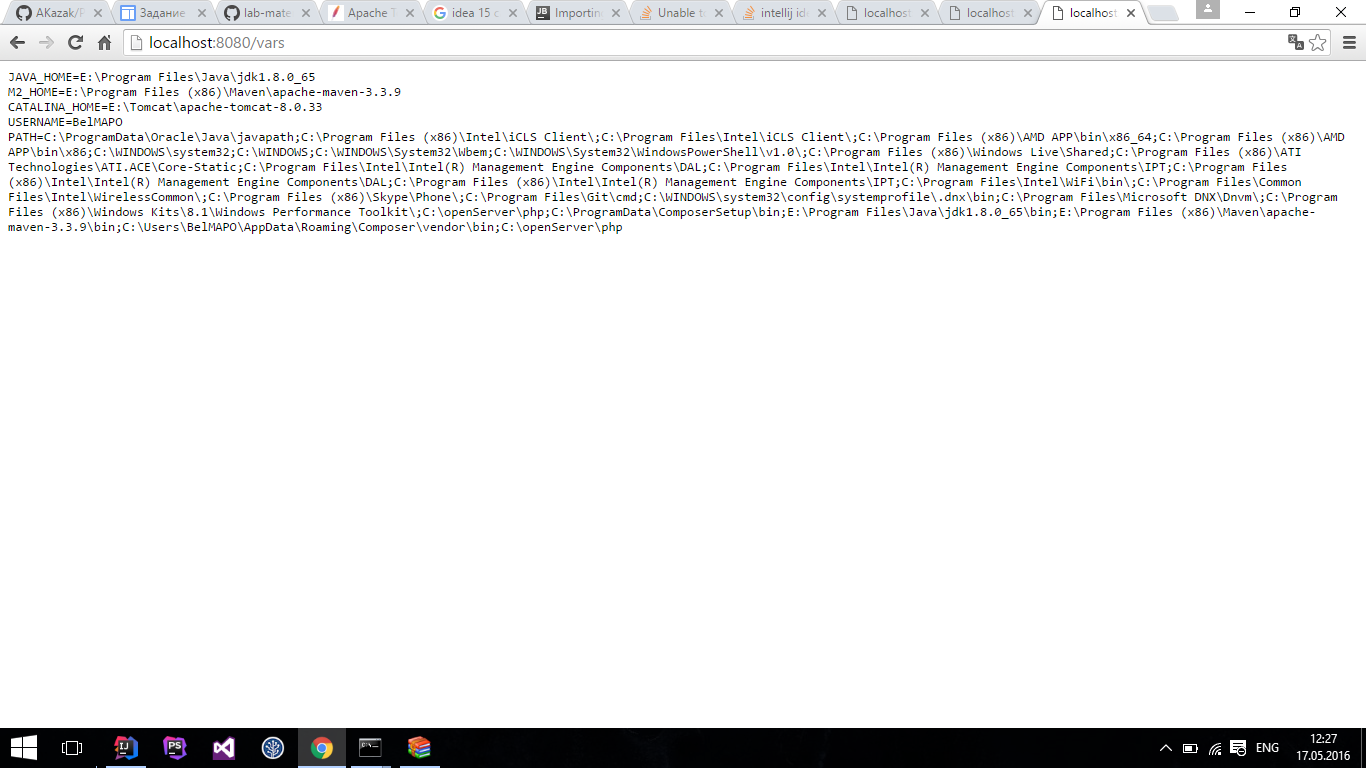 AKazak/P
Задание
lab-mate
Apache T
idea 15 c
Importin
Unable to
intellij id
localhost
localhost
localhost
localhost:8080/vars
JAVA_HOME=E:\Program Files\Java\jdk1.8.0_65
M2_HOME=E:\Program Files (x86)\Maven\apache-maven-3.3.9
CATALINA_HOME=E:\Tomcat\apache-tomcat-8.0.33
USERNAME=BelMAPO
PATH=C:\ProgramData\Oracle\Java\javapath;C:\Program Files (x86)\Intel\iCLS Client\;C:\Program Files\Intel\iCLS Client\;C:\Program Files (x86)\AMD APP\bin\x86_64;C:\Program Files (x86)\AMD
APP\bin\x86;C:\WINDOWS\system32;C:\WINDOWS;C:\WINDOWS\System32\Wbem;C:\WINDOWS\System32\WindowsPowerShell\v1.0\;C:\Program Files (x86)\Windows Live\Shared;C:\Program Files (x86)\ATI
Technologies\ATI.ACE\Core-Static;C:\Program Files\Intel\Intel(R) Management Engine Components\DAL;C:\Program Files\Intel\Intel(R) Management Engine Components\IPT;C:\Program Files
(x86)\Intel\Intel(R) Management Engine Components\DAL;C:\Program Files (x86)\Intel\Intel(R) Management Engine Components\IPT;C:\Program Files\Intel\WiFi\bin\;C:\Program Files\Common
Files\Intel\WirelessCommon\;C:\Program Files (x86)\Skype\Phone\;C:\Program Files\Git\cmd;C:\WINDOWS\system32\config\systemprofile\.dnx\bin;C:\Program Files\Microsoft DNX\Dnvm\;C:\Program
Files (x86)\Windows Kits\8.1\Windows Performance Toolkit\;C:\openServer\php;C:\ProgramData\ComposerSetup\bin;E:\Program Files\Java\jdk1.8.0_65\bin;E:\Program Files (x86)\Maven\apache-
maven-3.3.9\bin;C:\Users\BelMAPO\AppData\Roaming\Composer\vendor\bin;C:\openServer\php
ENG
12:27
17.05.2016